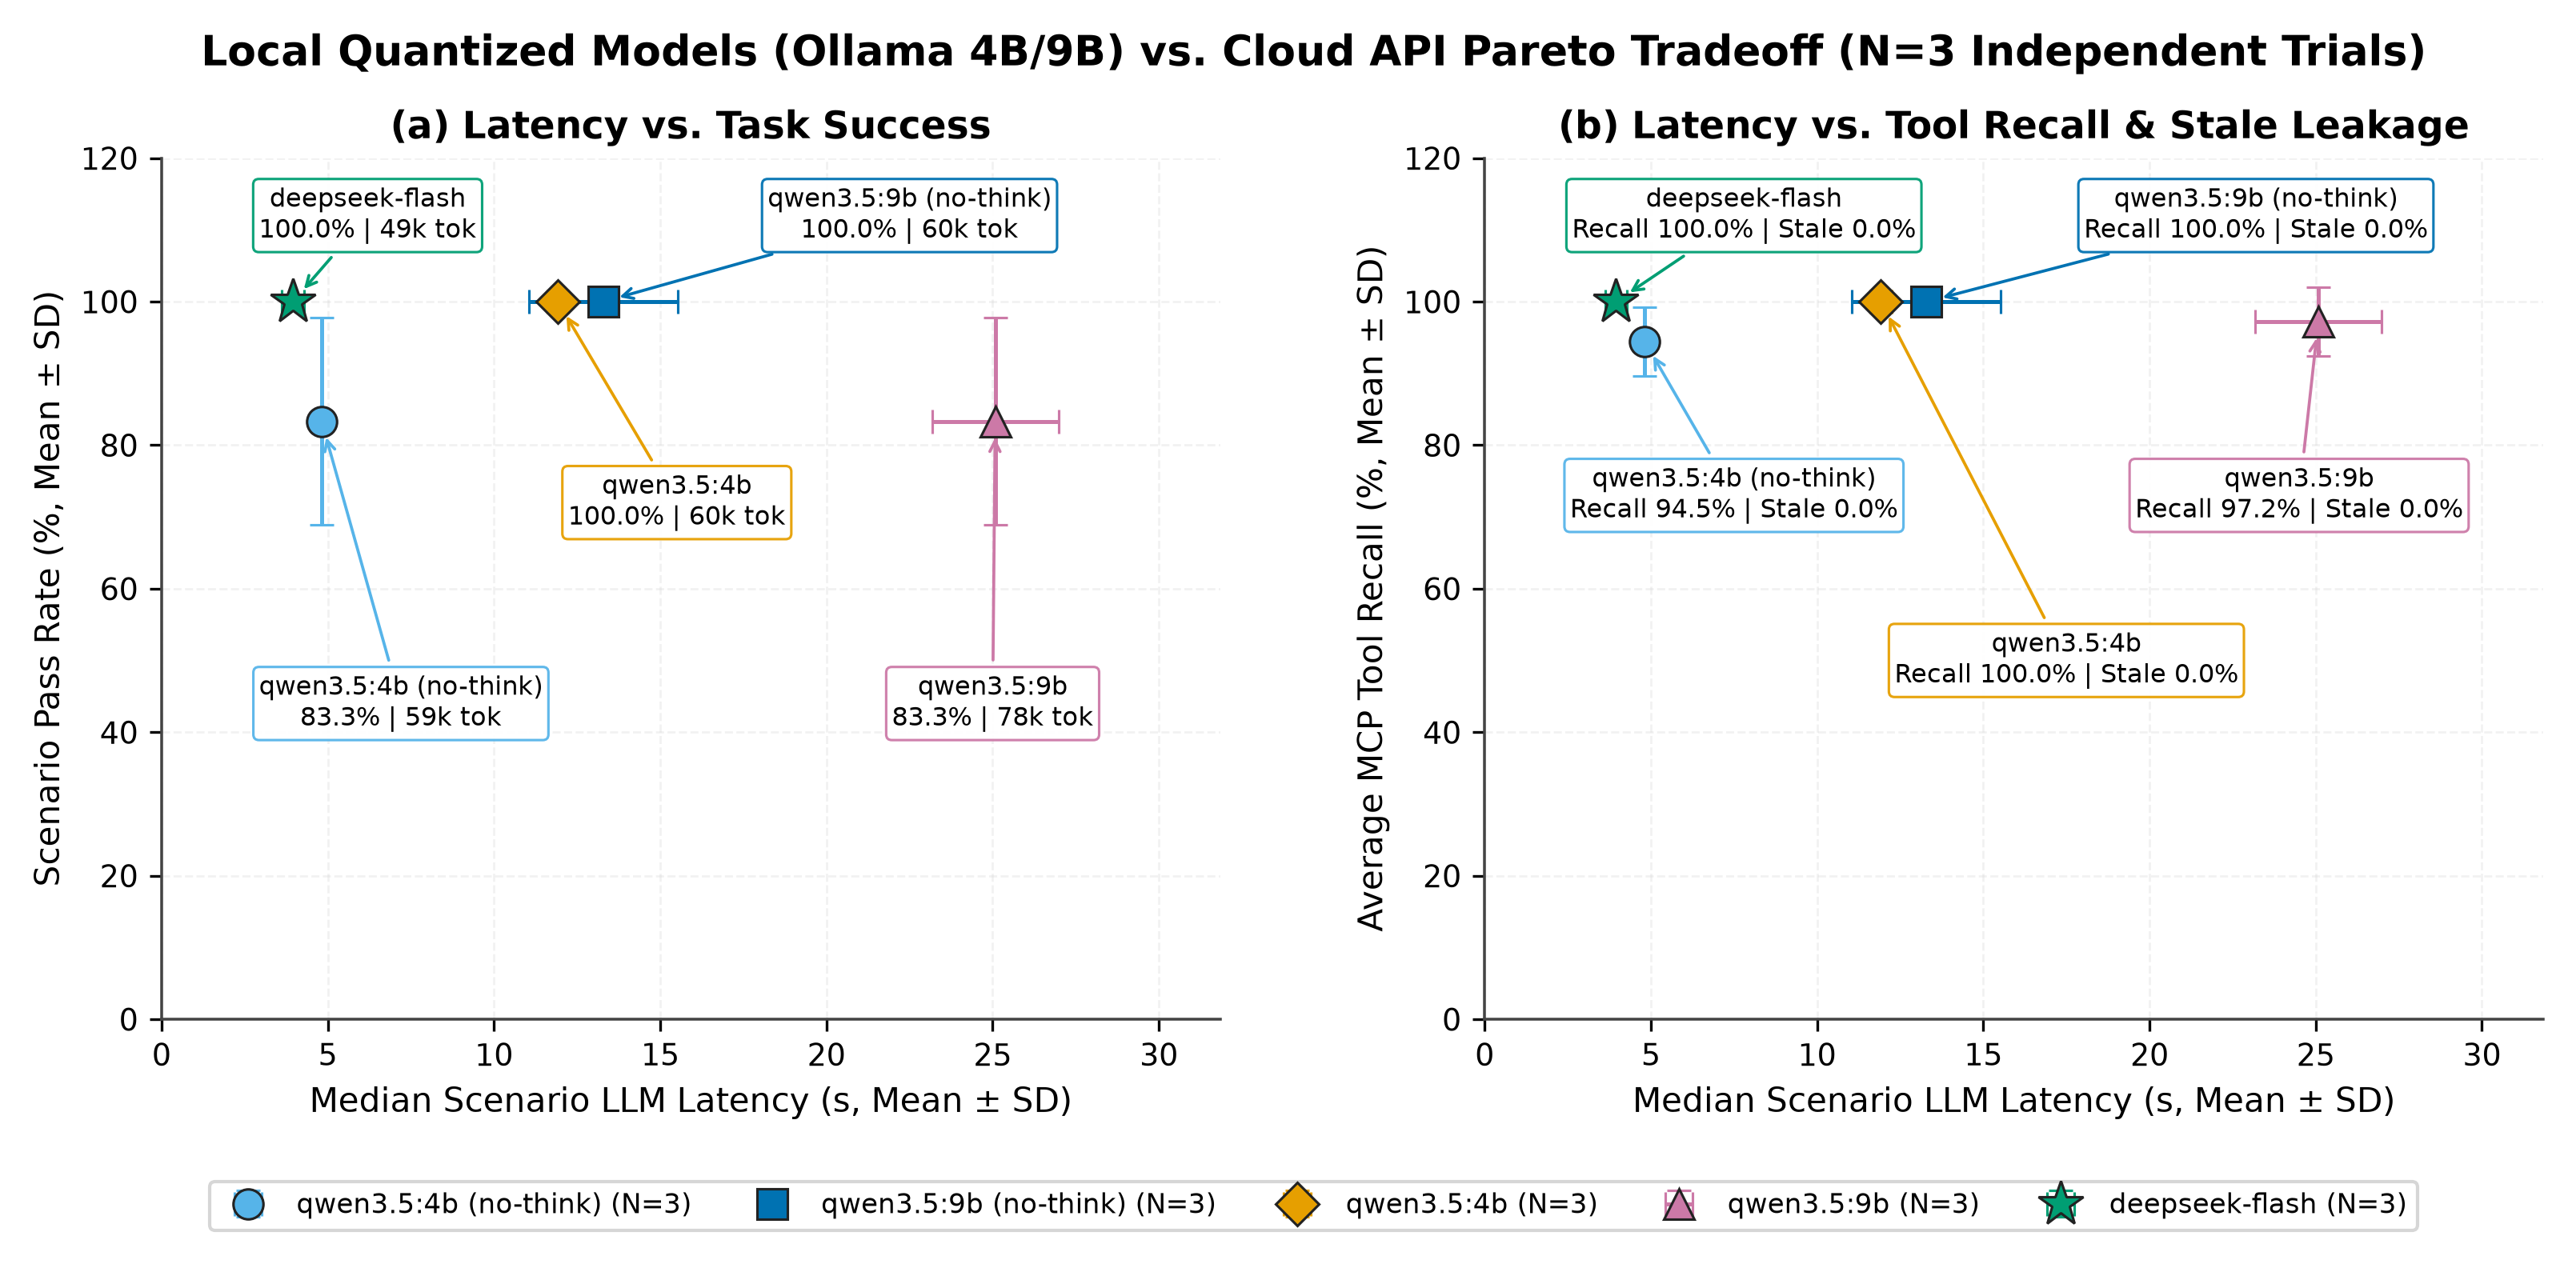 Local Quantized Models (Ollama 4B/9B) vs. Cloud API Pareto Tradeoff (N=3 Independent Trials)
(a) Latency vs. Task Success
Scenario Pass Rate (%, Mean ± SD)
120
100
80
60
40
20
0
deepseek-flash
100.0% | 49k tok
qwen3.5:9b (no-think)
100.0% | 60k tok
qwen3.5:4b
100.0% | 60k tok
qwen3.5:4b (no-think)
83.3% | 59k tok
qwen3.5:9b
83.3% | 78k tok
0 5 10 15 20 25 30
Median Scenario LLM Latency (s, Mean ± SD)
(b) Latency vs. Tool Recall & Stale Leakage
Average MCP Tool Recall (%, Mean ± SD)
120
100
80
60
40
20
0
deepseek-flash
Recall 100.0% | Stale 0.0%
qwen3.5:9b (no-think)
Recall 100.0% | Stale 0.0%
qwen3.5:4b (no-think)
Recall 94.5% | Stale 0.0%
qwen3.5:9b
Recall 97.2% | Stale 0.0%
qwen3.5:4b
Recall 100.0% | Stale 0.0%
0 5 10 15 20 25 30
Median Scenario LLM Latency (s, Mean ± SD)
qwen3.5:4b (no-think) (N=3) qwen3.5:9b (no-think) (N=3) qwen3.5:4b (N=3) qwen3.5:9b (N=3) deepseek-flash (N=3)